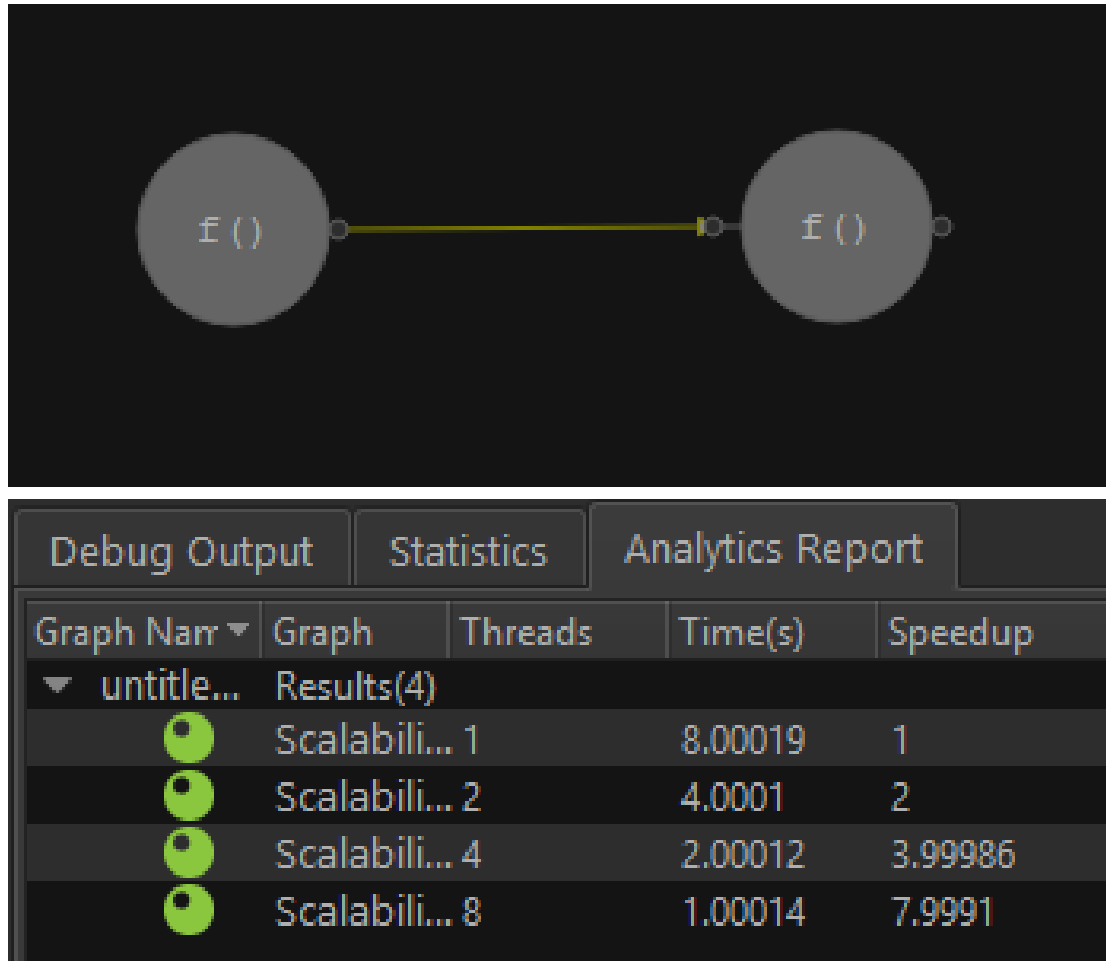 f() f()
Debug Output Statistics Analytics Report
Graph Nam Graph Threads Time(s) Speedup
untitle... Results(4)
Scalabili... 1 8.00019 1
Scalabili... 2 4.0001 2
Scalabili... 4 2.00012 3.99986
Scalabili... 8 1.00014 7.9991